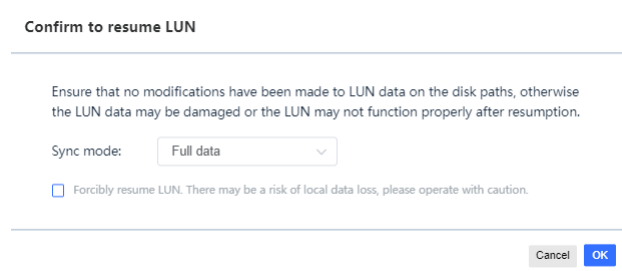 Confirm to resume LUN
Ensure that no modifications have been made to LUN data on the disk paths, otherwise
the LUN data may be damaged or the LUN may not function properly after resumption.
Sync mode: Full data
Forcibly resume LUN. There may be a risk of local data loss, please operate with caution.
Cancel OK